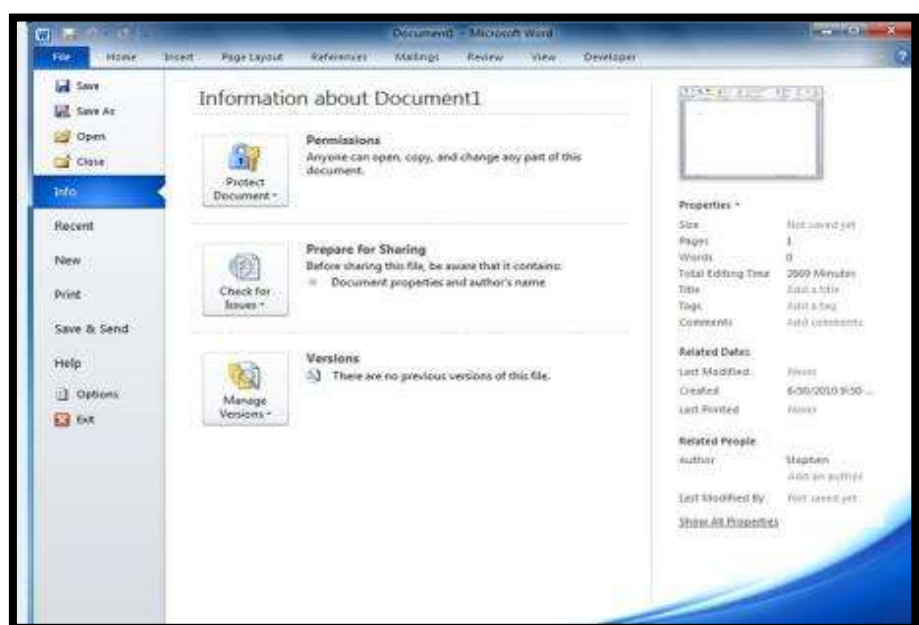 Document1 - Microsoft Word
File Home Insert Page Layout References Mailings Review View Developer
Save
Save As
Open
Close
Info
Recent
New
Print
Save & Send
Help
Options
Exit
Information about Document1
Protect
Document
Permissions
Anyone can open, copy, and change any part of this
document.
Check for
Issues
Prepare for Sharing
Before sharing this file, be aware that it contains:
Document properties and author's name
Manage
Versions
Versions
There are no previous versions of this file.
Properties
Size Not saved yet
Pages 1
Words 0
Total Editing Time Minutes
Title Add a title
Tags Add a tag
Comments Add comments
Related Dates
Last Modified Never
Created 6/30/2010 9:50 ...
Last Printed Never
Related People
Author Stephen
Add an author
Last Modified By Not saved yet
Show All Properties